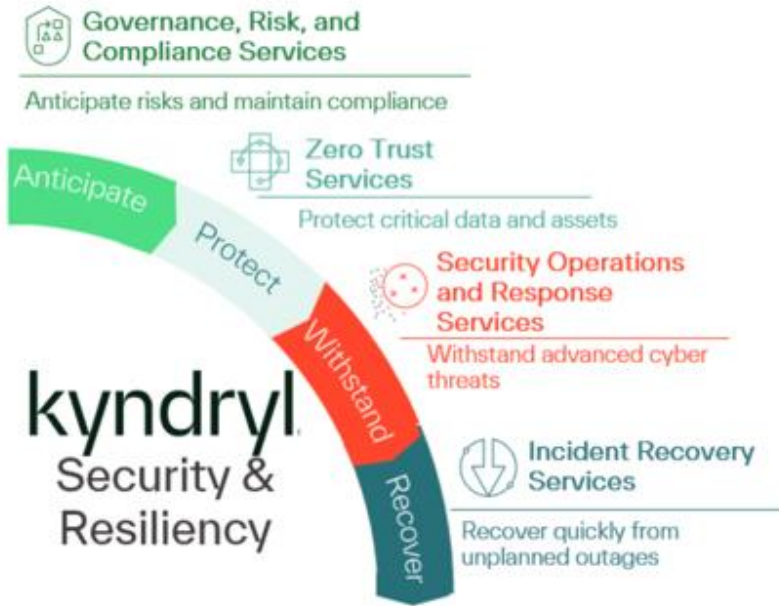 Governance, Risk, and
Compliance Services
Anticipate risks and maintain compliance
Anticipate
Zero Trust
Services
Protect critical data and assets
Protect
Security Operations
and Response
Services
Withstand advanced cyber
threats
Withstand
kyndryl
Security &
Resiliency
Incident Recovery
Services
Recover quickly from
unplanned outages
Recover